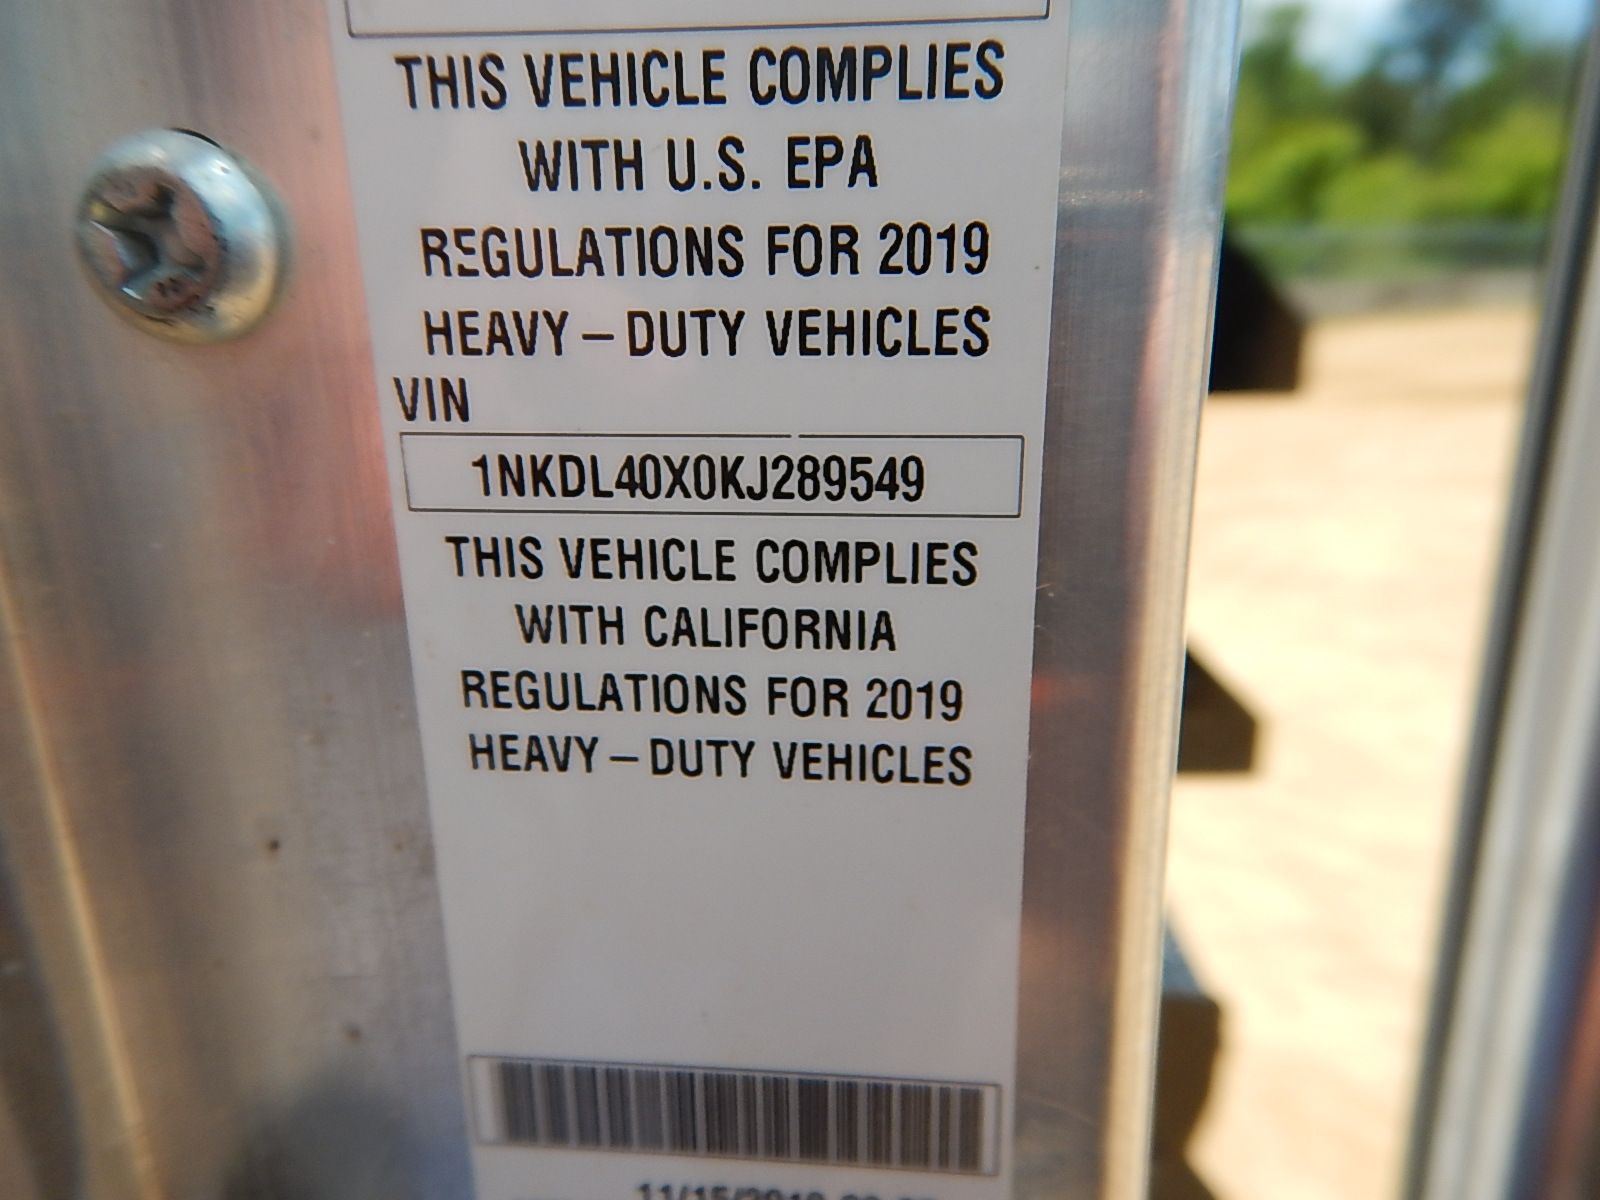 THIS VEHICLE COMPLIES
WITH U.S. EPA
REGULATIONS FOR 2019
HEAVY – DUTY VEHICLES
VIN
1NKDL40X0KJ289549
THIS VEHICLE COMPLIES
WITH CALIFORNIA
REGULATIONS FOR 2019
HEAVY – DUTY VEHICLES